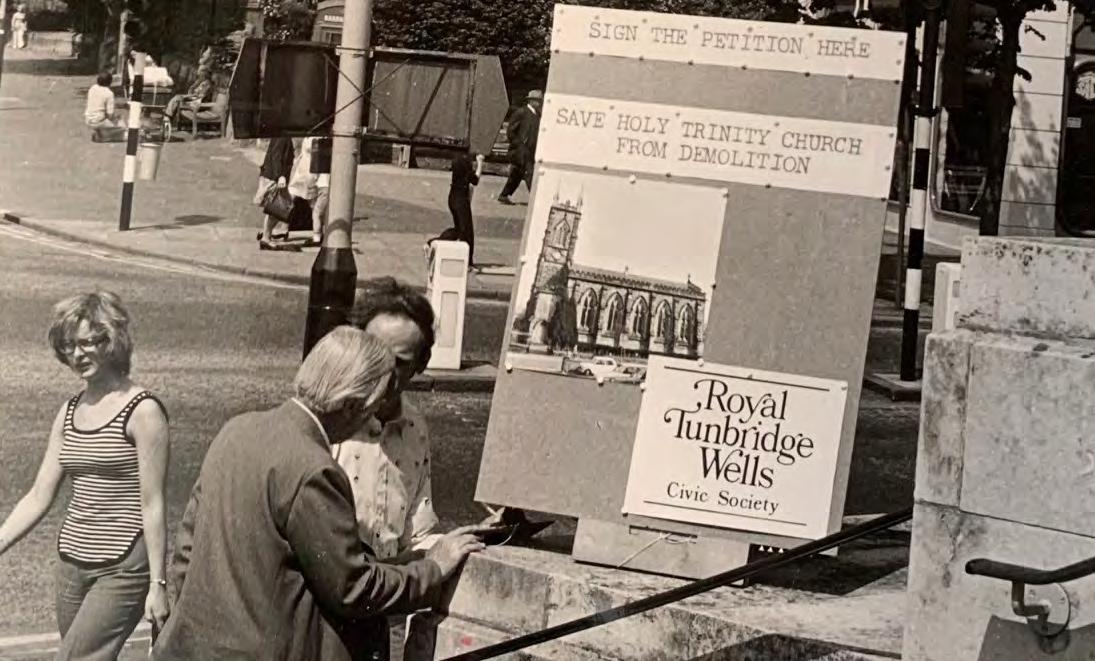 SIGN THE PETITION HERE
SAVE HOLY TRINITY CHURCH
FROM DEMOLITION
Royal
Tunbridge
Wells
Civic Society